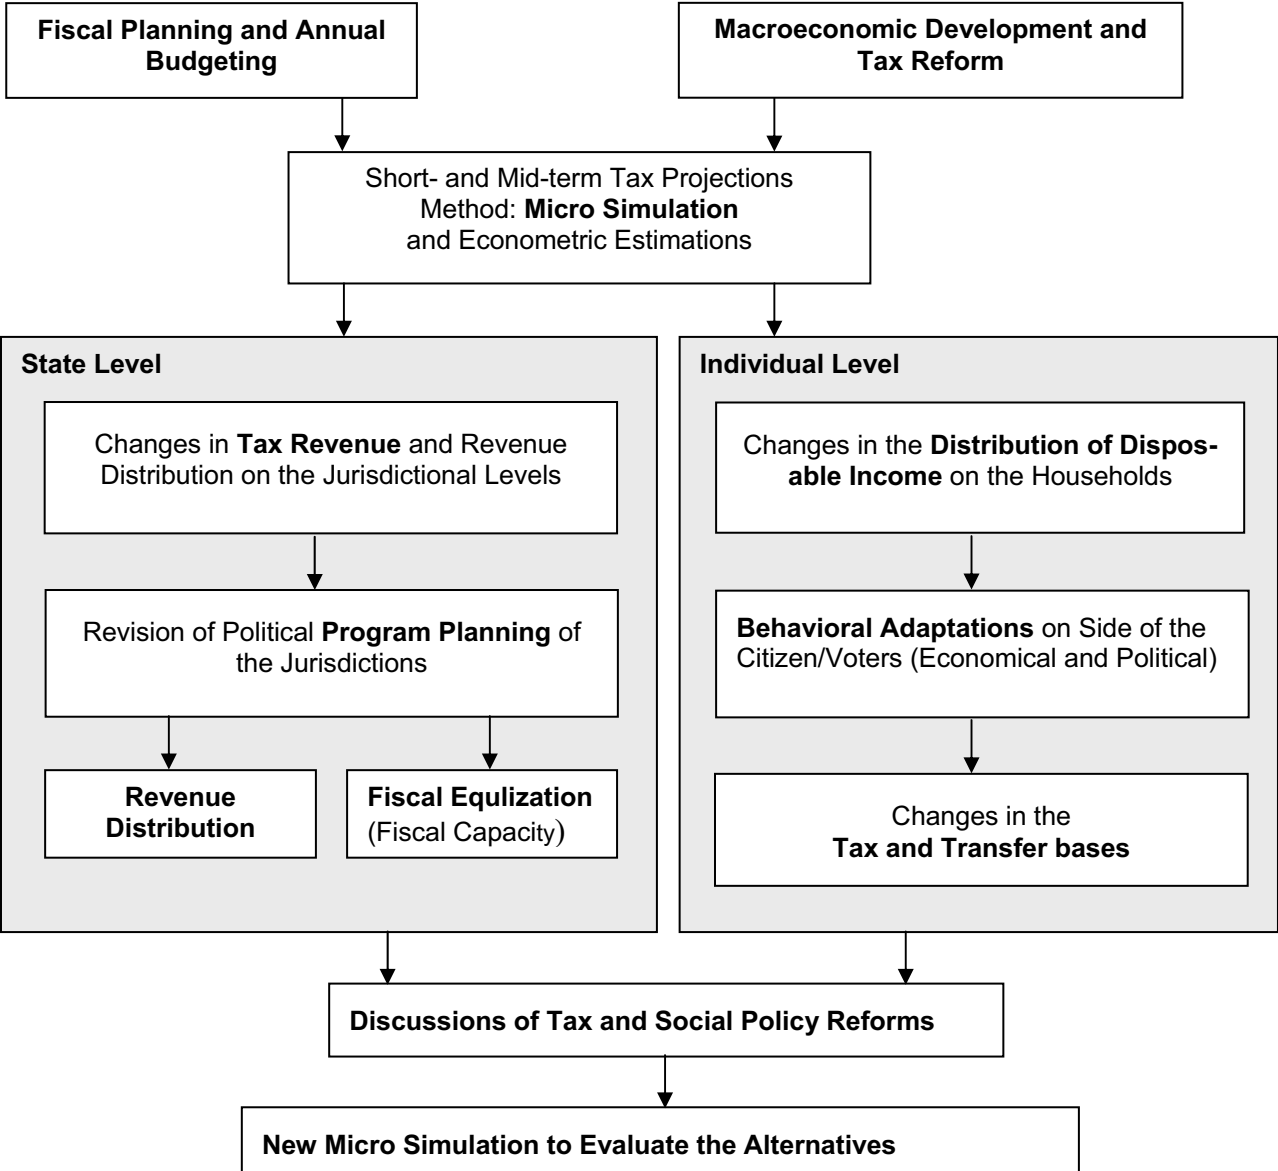 Fiscal Planning and Annual
Budgeting
Macroeconomic Development and
Tax Reform
Short- and Mid-term Tax Projections
Method: Micro Simulation
and Econometric Estimations
State Level
Changes in Tax Revenue and Revenue
Distribution on the Jurisdictional Levels
Revision of Political Program Planning of
the Jurisdictions
Revenue
Distribution
Fiscal Equlization
(Fiscal Capacity)
Individual Level
Changes in the Distribution of Dispos-
able Income on the Households
Behavioral Adaptations on Side of the
Citizen/Voters (Economical and Political)
Changes in the
Tax and Transfer bases
Discussions of Tax and Social Policy Reforms
New Micro Simulation to Evaluate the Alternatives